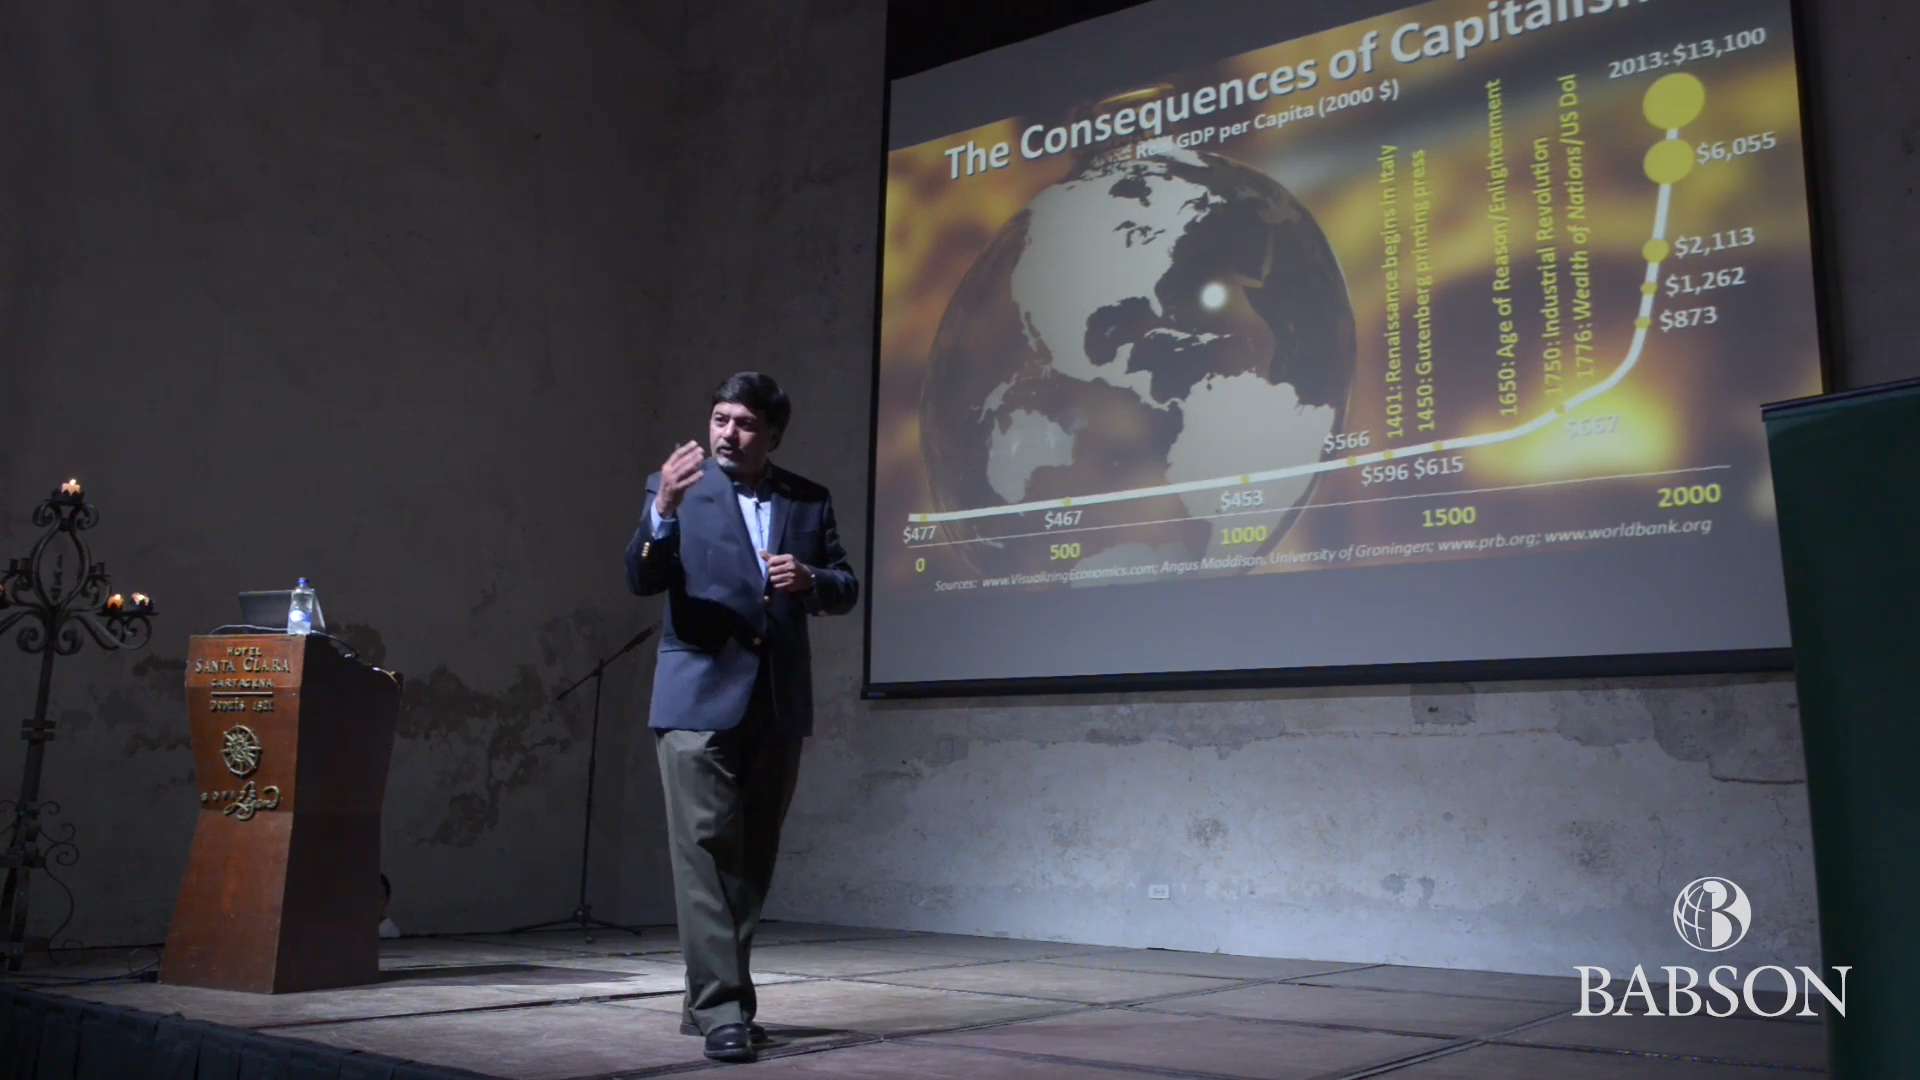 The Consequences of Capitalism
Real GDP per Capita (2000 $)
2013: $13,100
$6,055
$2,113
$1,262
$873
$667
1401: Renaissance begins in Italy
1450: Gutenberg printing press
1650: Age of Reason/Enlightenment
1750: Industrial Revolution
1776: Wealth of Nations/US Dol
$566
$596 $615
$453
$467
$477
0 500 1000 1500 2000
Sources: www.VisualizingEconomics.com; Angus Maddison, University of Groningen; www.prb.org; www.worldbank.org
HOTEL
SANTA CLARA
CARTAGENA
BABSON